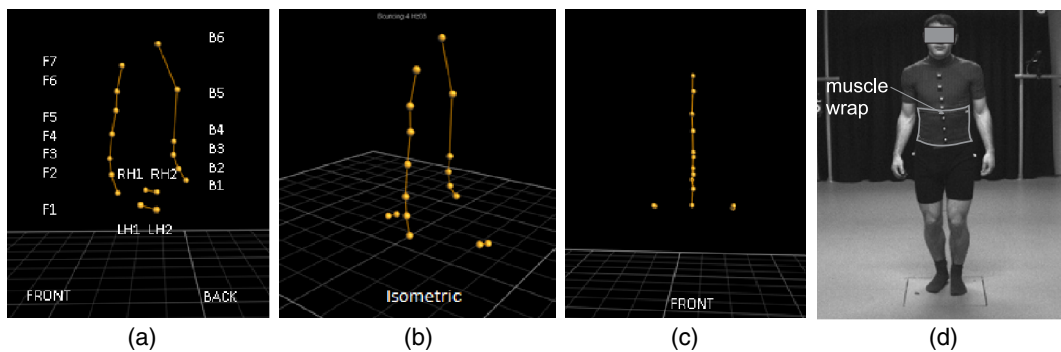 F7
F6
F5
F4
F3
F2
F1
RH1 RH2
LH1 LH2
B6
B5
B4
B3
B2
B1
FRONT
BACK
(a)
Isometric
(b)
FRONT
(c)
muscle
wrap
(d)